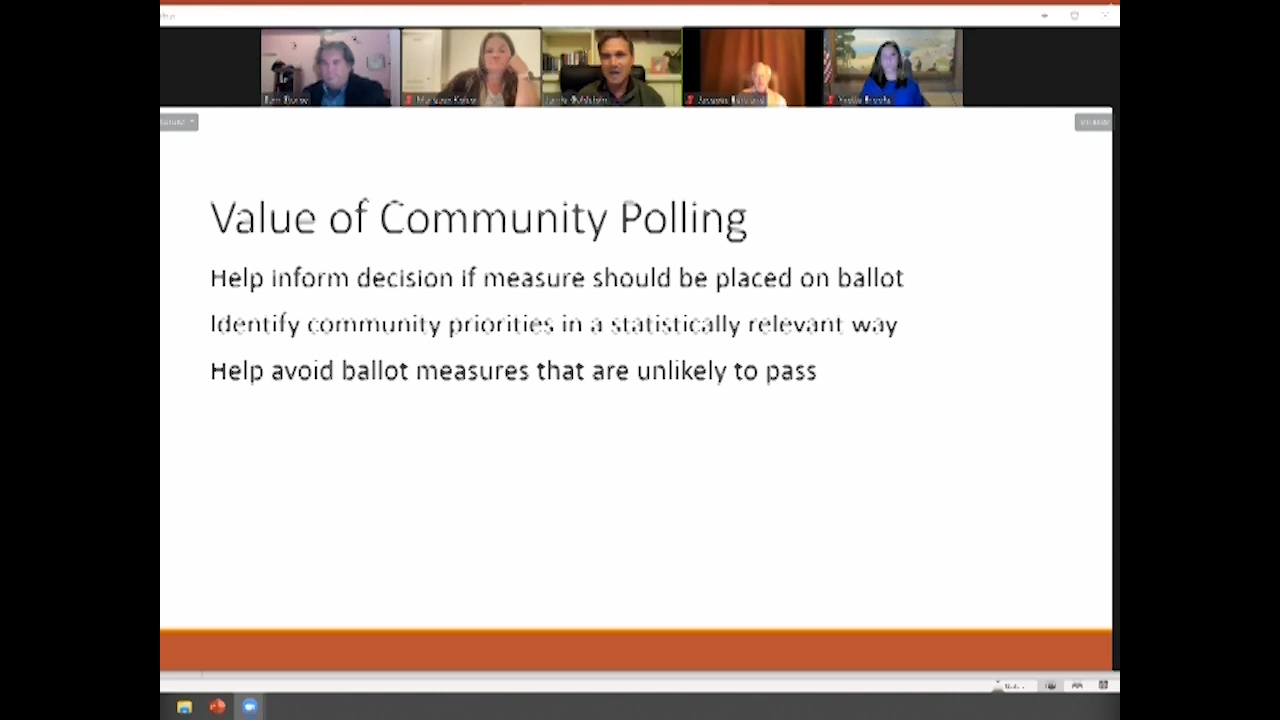 Value of Community Polling
Help inform decision if measure should be placed on ballot
Identify community priorities in a statistically relevant way
Help avoid ballot measures that are unlikely to pass